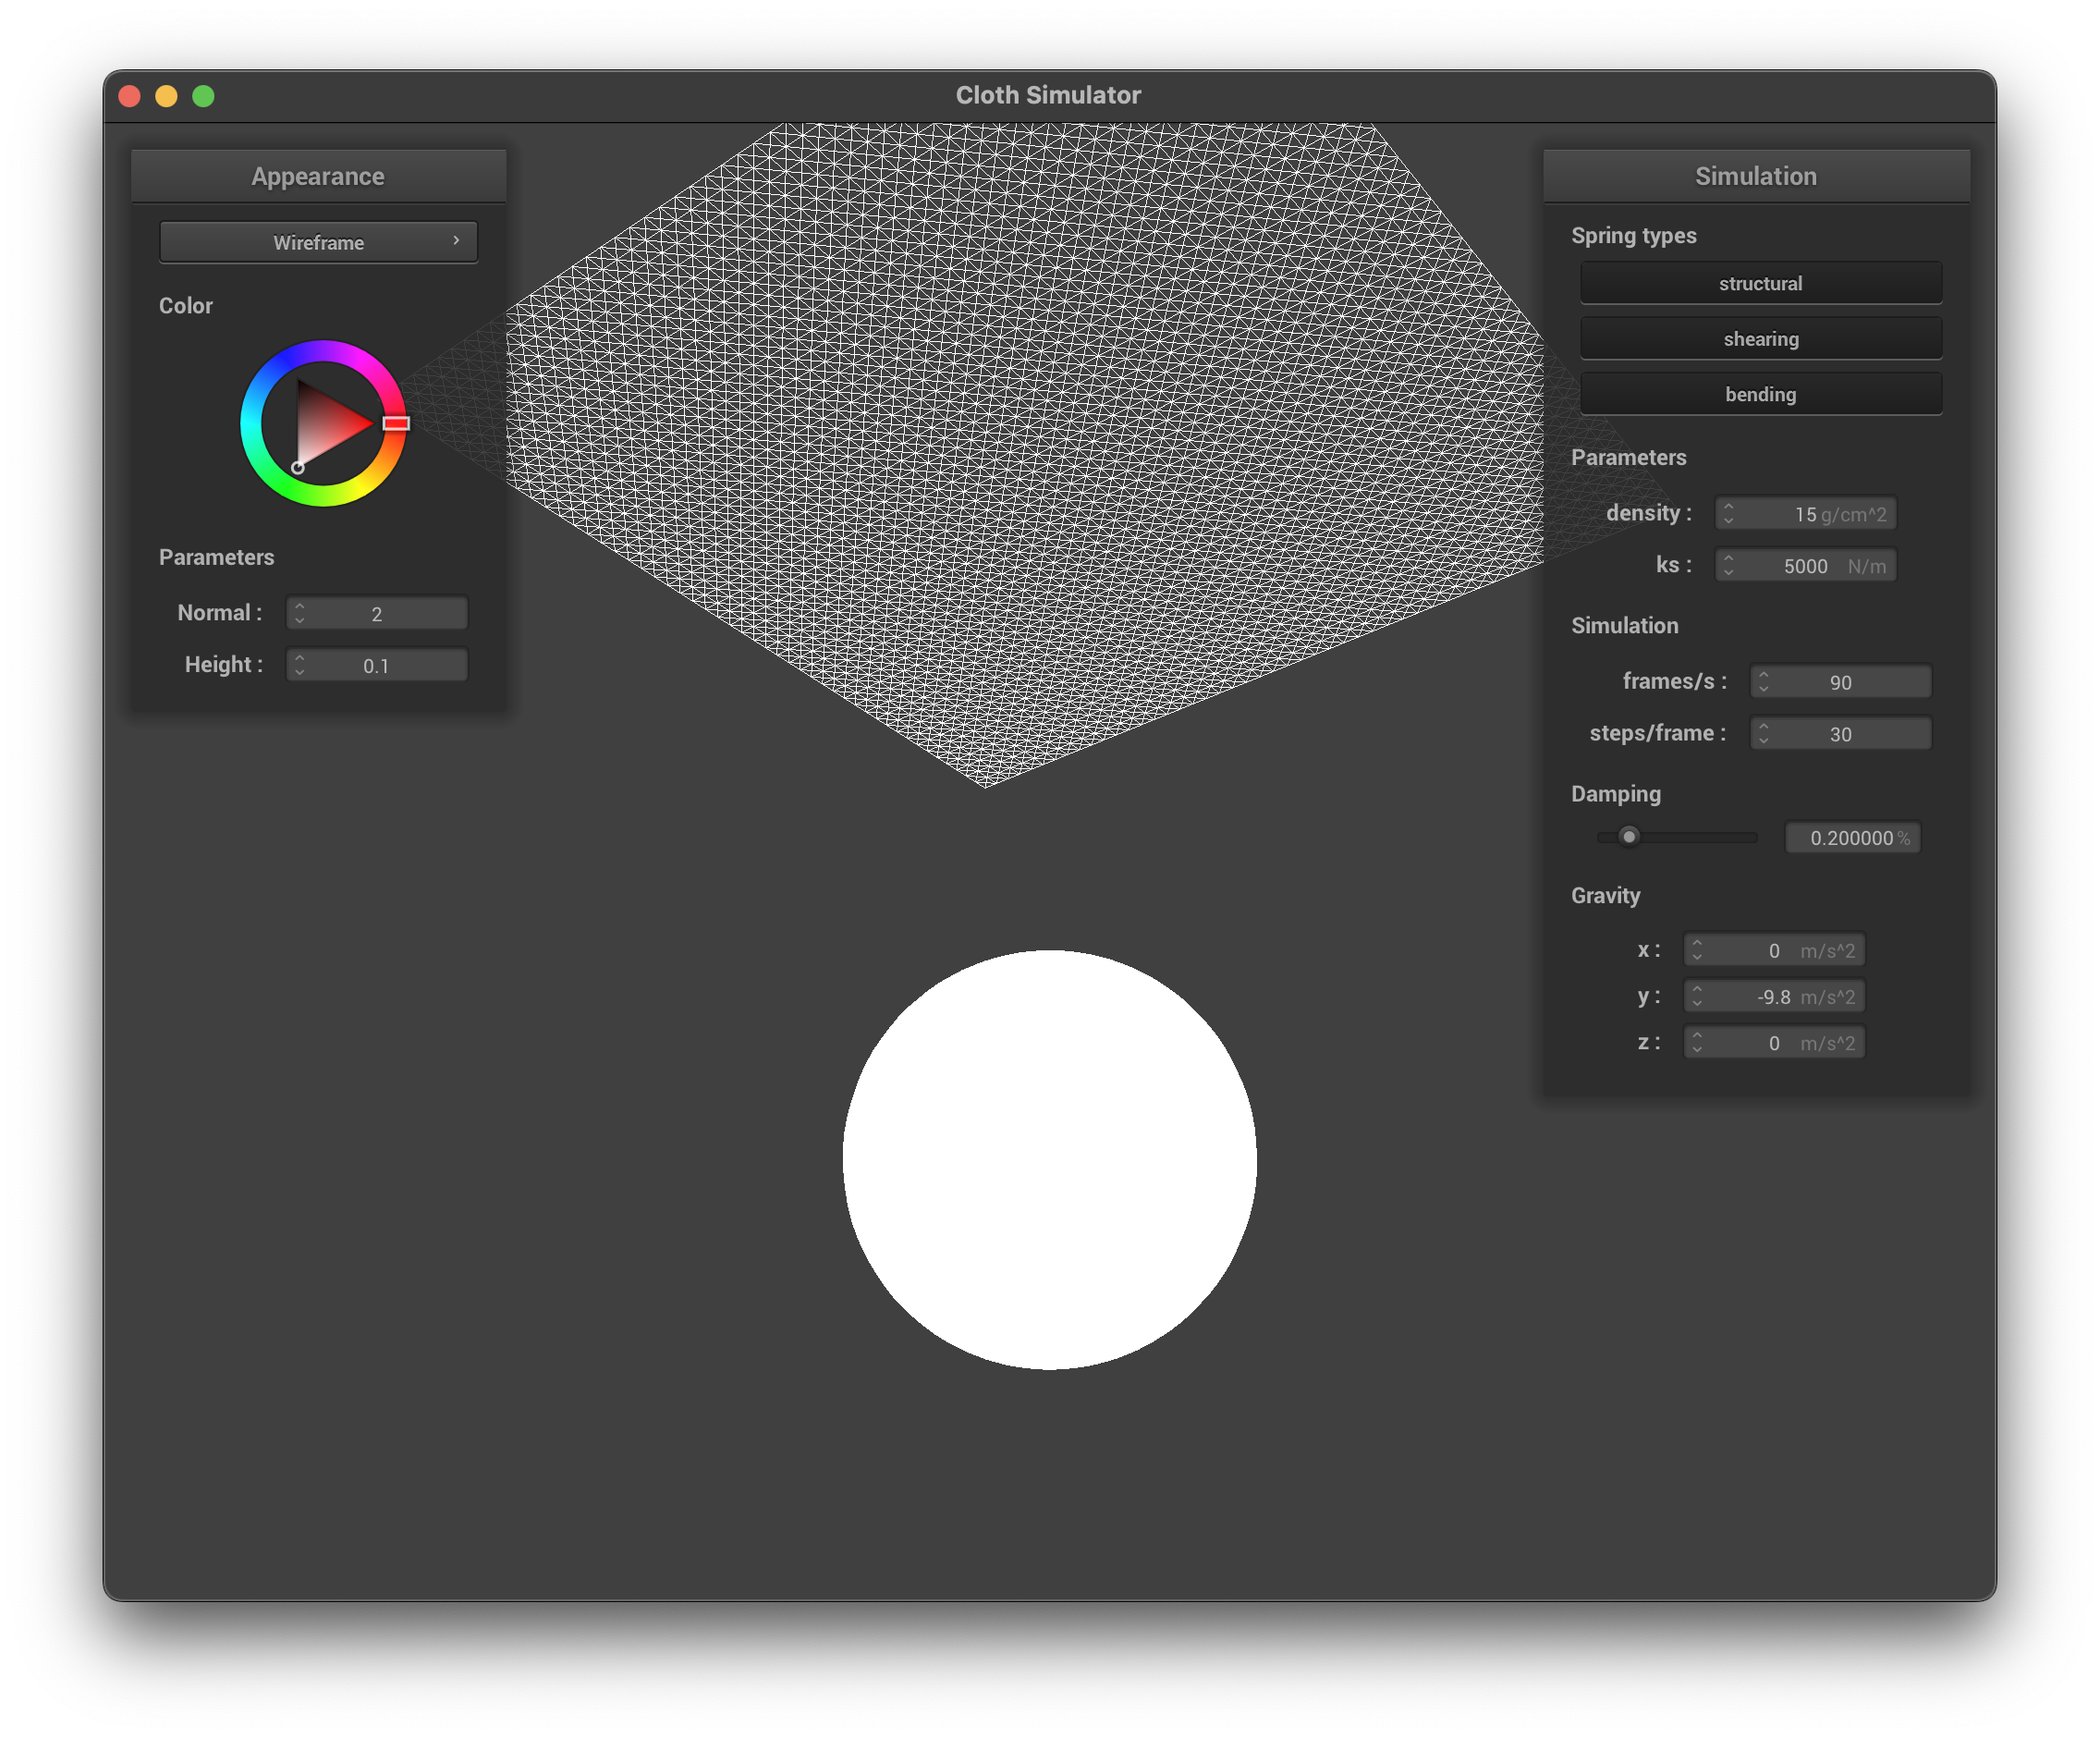 Cloth Simulator
Appearance
Wireframe
Color
Parameters
Normal : 2
Height : 0.1
Simulation
Spring types
structural
shearing
bending
Parameters
density : 15 g/cm^2
ks : 5000 N/m
Simulation
frames/s : 90
steps/frame : 30
Damping
0.200000 %
Gravity
x : 0 m/s^2
y : -9.8 m/s^2
z : 0 m/s^2